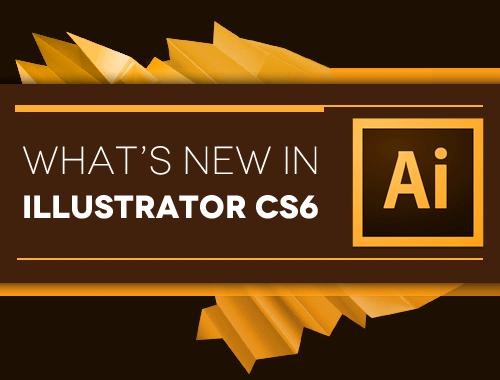 WHAT’S NEW IN
ILLUSTRATOR CS6
Ai